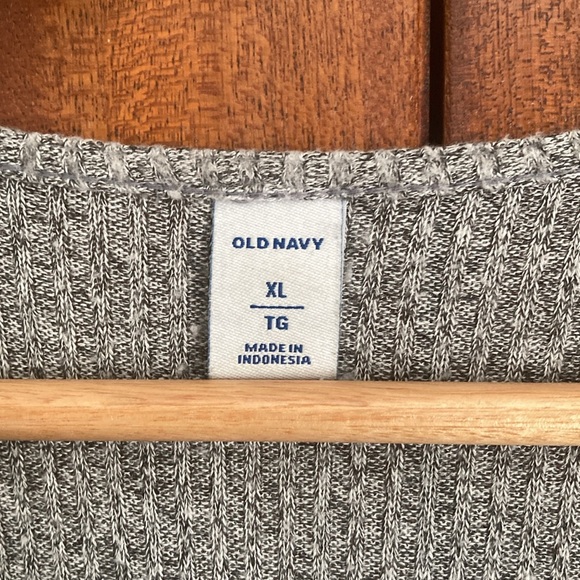 OLD NAVY
XL
TG
MADE IN
INDONESIA